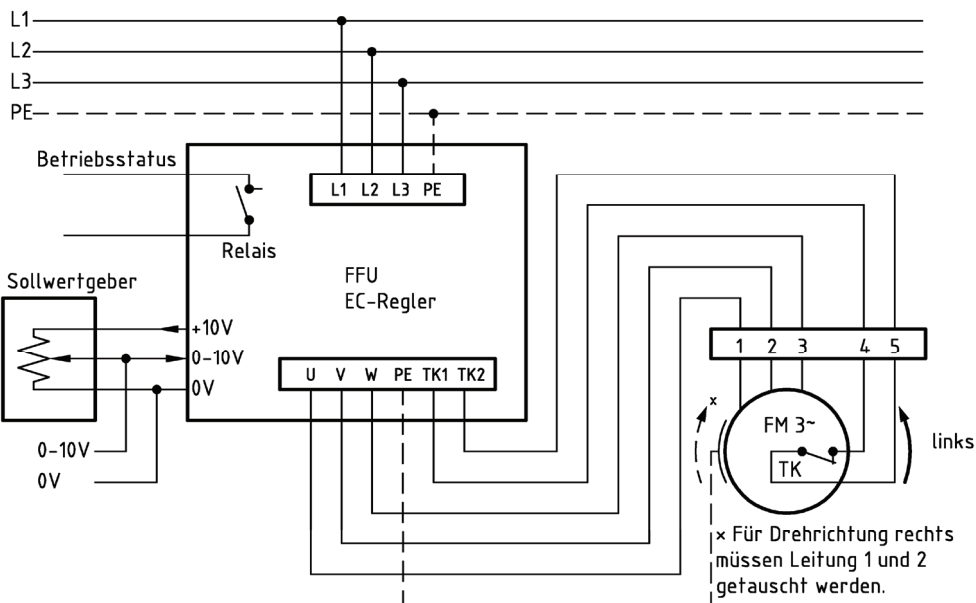 L1
L2
L3
PE
Betriebsstatus
L1 L2 L3 PE
Relais
Sollwertgeber
FFU
EC-Regler
+10V
0-10V
0V
U V W PE TK1 TK2
1 2 3 4 5
x
FM 3~
TK
links
0-10V
0V
× Für Drehrichtung rechts
müssen Leitung 1 und 2
getauscht werden.